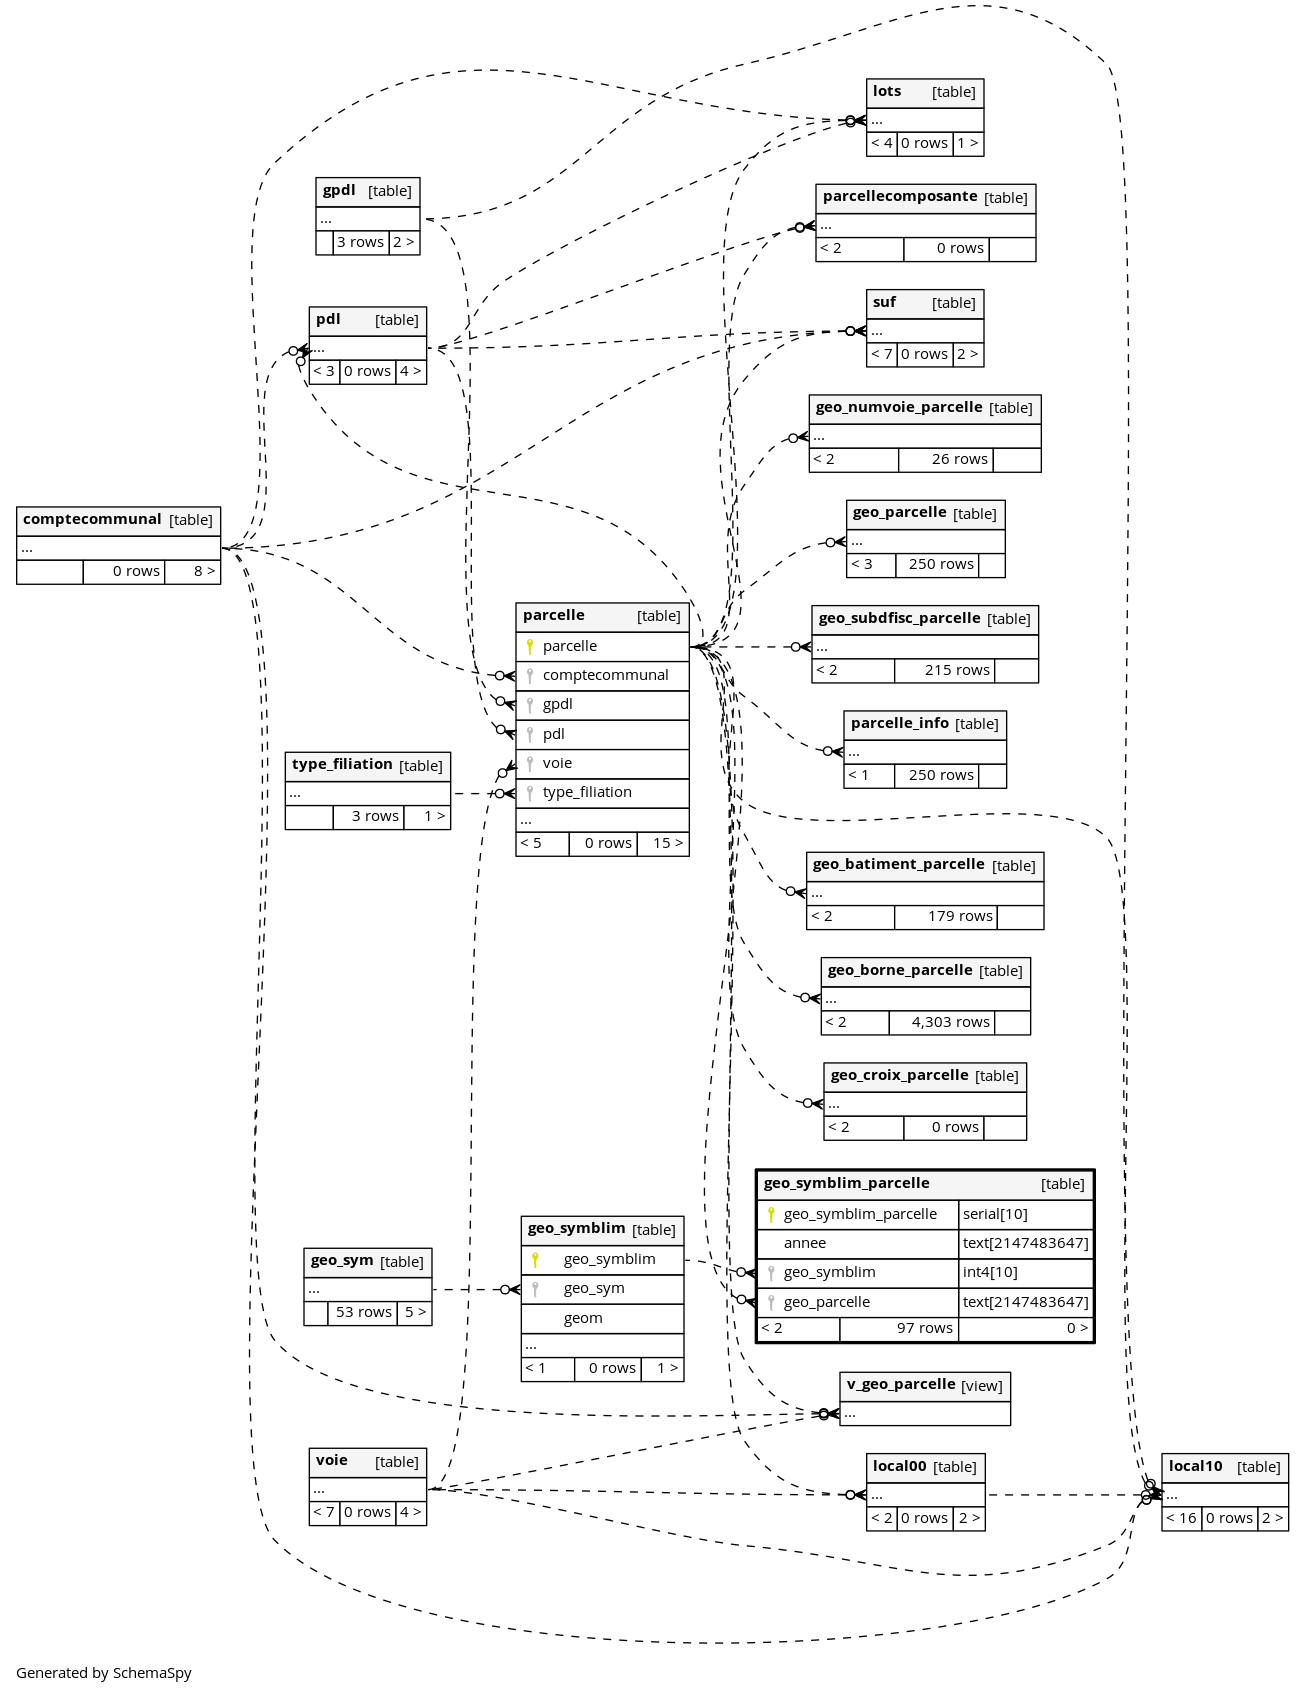 lots [table]
...
< 4 0 rows 1 >
gpdl [table]
...
3 rows 2 >
parcellecomposante [table]
...
< 2 0 rows
pdl [table]
...
< 3 0 rows 4 >
suf [table]
...
< 7 0 rows 2 >
geo_numvoie_parcelle [table]
...
< 2 26 rows
comptecommunal [table]
...
0 rows 8 >
geo_parcelle [table]
...
< 3 250 rows
parcelle [table]
parcelle
comptecommunal
gpdl
pdl
voie
type_filiation
...
< 5 0 rows 15 >
geo_subdfisc_parcelle [table]
...
< 2 215 rows
parcelle_info [table]
...
< 1 250 rows
type_filiation [table]
...
3 rows 1 >
geo_batiment_parcelle [table]
...
< 2 179 rows
geo_borne_parcelle [table]
...
< 2 4,303 rows
geo_croix_parcelle [table]
...
< 2 0 rows
geo_symblim_parcelle [table]
geo_symblim_parcelle serial[10]
annee text[2147483647]
geo_symblim int4[10]
geo_parcelle text[2147483647]
< 2 97 rows 0 >
geo_symblim [table]
geo_symblim
geo_sym
geom
...
< 1 0 rows 1 >
geo_sym [table]
...
53 rows 5 >
v_geo_parcelle [view]
...
voie [table]
...
< 7 0 rows 4 >
local00 [table]
...
< 2 0 rows 2 >
local10 [table]
...
< 16 0 rows 2 >
Generated by SchemaSpy